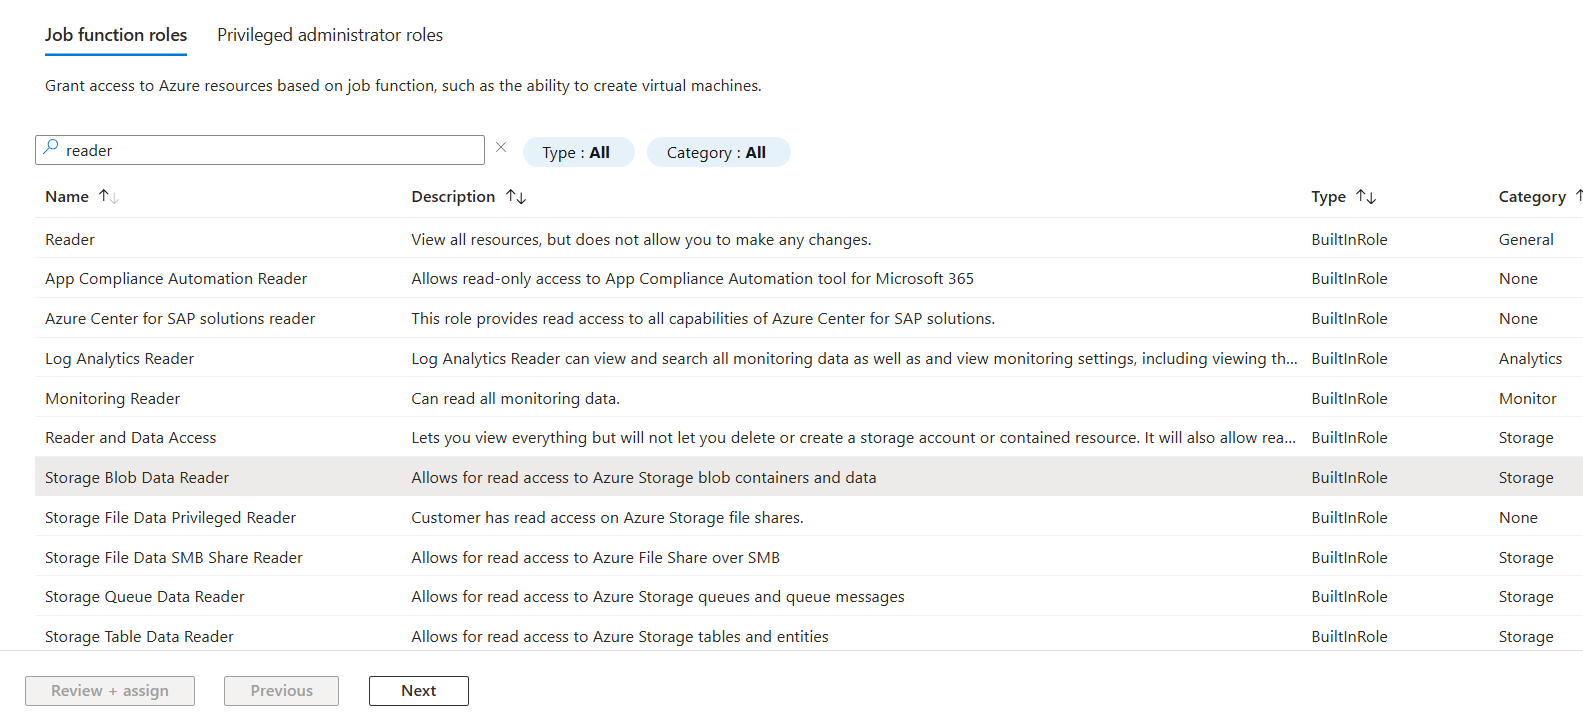 Job function roles Privileged administrator roles
Grant access to Azure resources based on job function, such as the ability to create virtual machines.
reader Type : All Category : All
Name Description Type Category
Reader View all resources, but does not allow you to make any changes. BuiltInRole General
App Compliance Automation Reader Allows read-only access to App Compliance Automation tool for Microsoft 365 BuiltInRole None
Azure Center for SAP solutions reader This role provides read access to all capabilities of Azure Center for SAP solutions. BuiltInRole None
Log Analytics Reader Log Analytics Reader can view and search all monitoring data as well as and view monitoring settings, including viewing th... BuiltInRole Analytics
Monitoring Reader Can read all monitoring data. BuiltInRole Monitor
Reader and Data Access Lets you view everything but will not let you delete or create a storage account or contained resource. It will also allow rea... BuiltInRole Storage
Storage Blob Data Reader Allows for read access to Azure Storage blob containers and data BuiltInRole Storage
Storage File Data Privileged Reader Customer has read access on Azure Storage file shares. BuiltInRole None
Storage File Data SMB Share Reader Allows for read access to Azure File Share over SMB BuiltInRole Storage
Storage Queue Data Reader Allows for read access to Azure Storage queues and queue messages BuiltInRole Storage
Storage Table Data Reader Allows for read access to Azure Storage tables and entities BuiltInRole Storage
Review + assign Previous Next